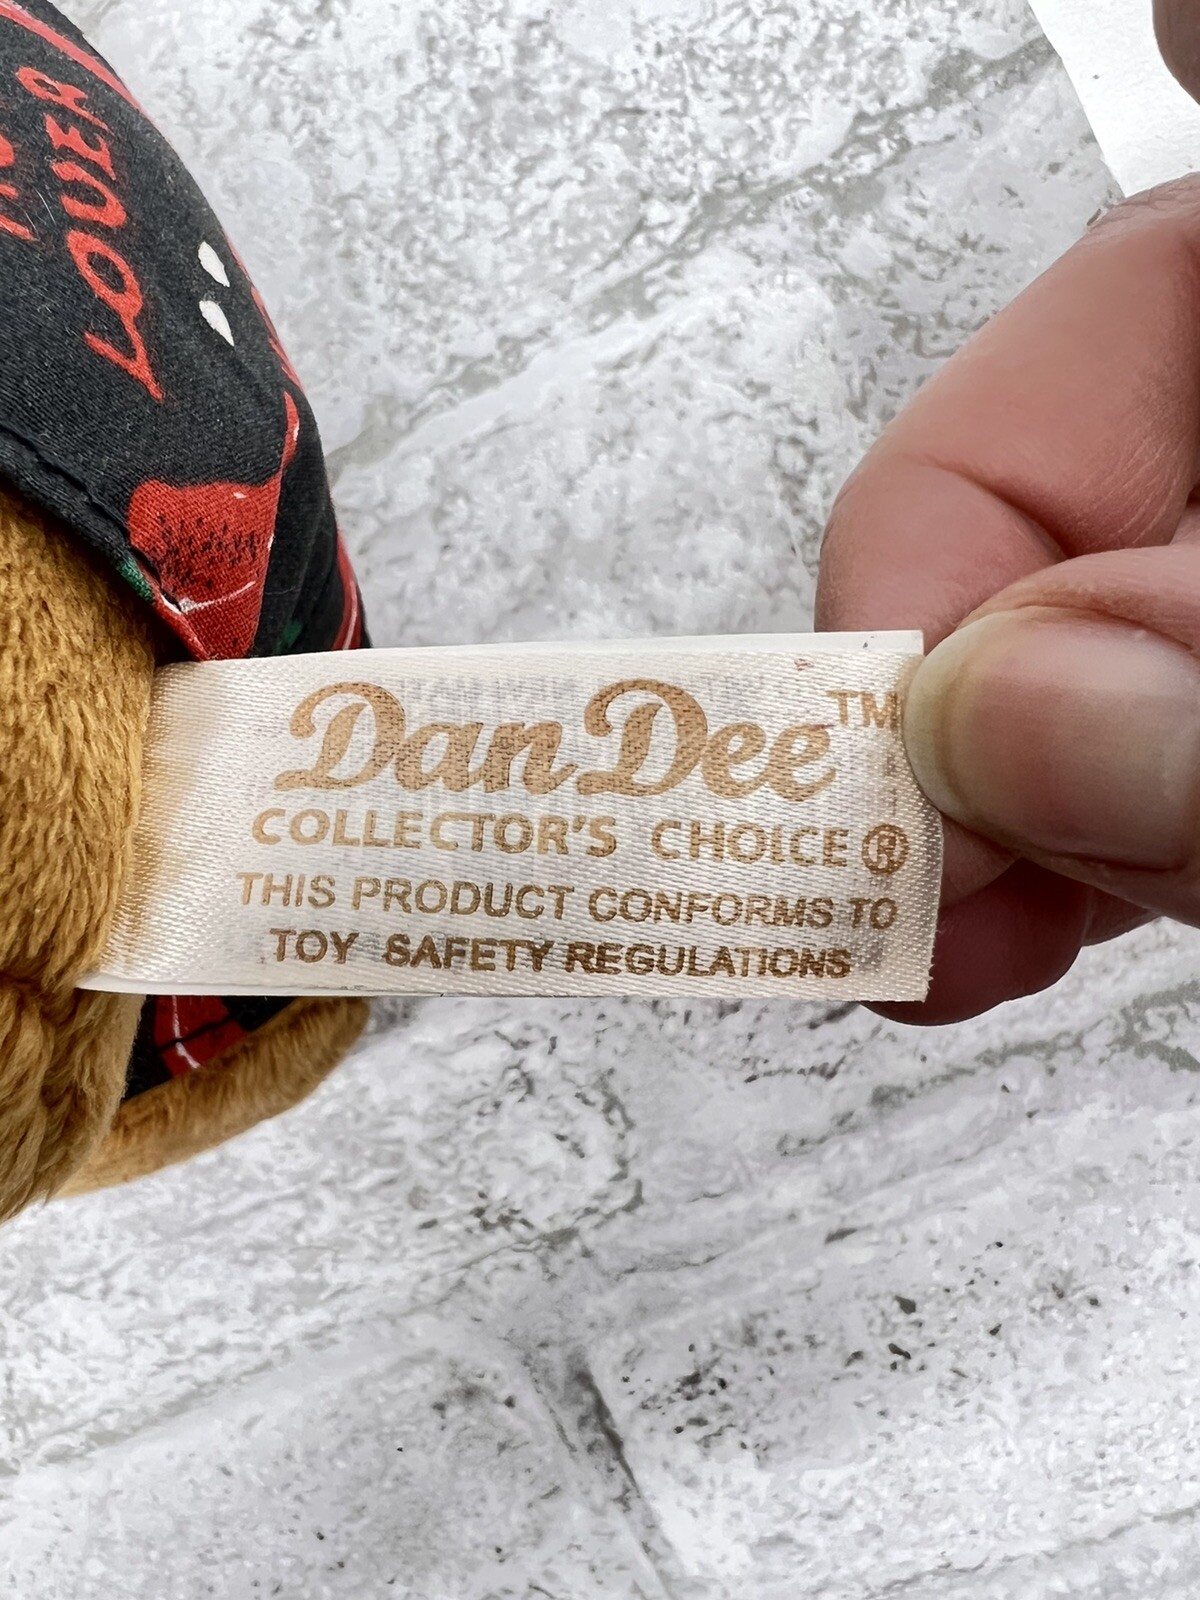 LOVER
Dan Dee™
COLLECTOR'S CHOICE ®
THIS PRODUCT CONFORMS TO
TOY SAFETY REGULATIONS